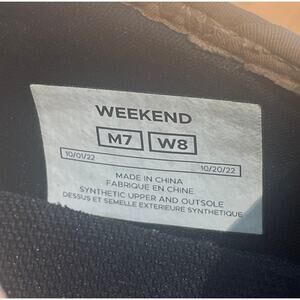 WEEKEND
M7 W8
10/01/22 10/20/22
MADE IN CHINA
FABRIQUE EN CHINE
SYNTHETIC UPPER AND OUTSOLE
DESSUS ET SEMELLE EXTERIEURE SYNTHETIQUE